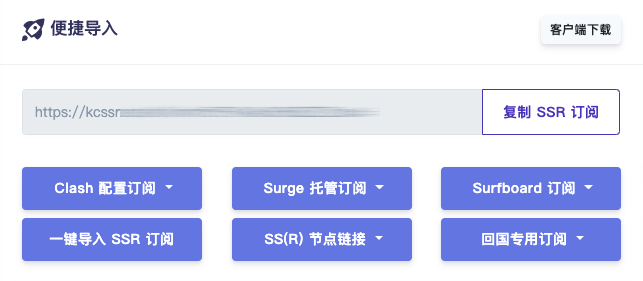 便捷导入
客户端下载
https://kcssr
复制 SSR 订阅
Clash 配置订阅
Surge 托管订阅
Surfboard 订阅
一键导入 SSR 订阅
SS(R) 节点链接
回国专用订阅